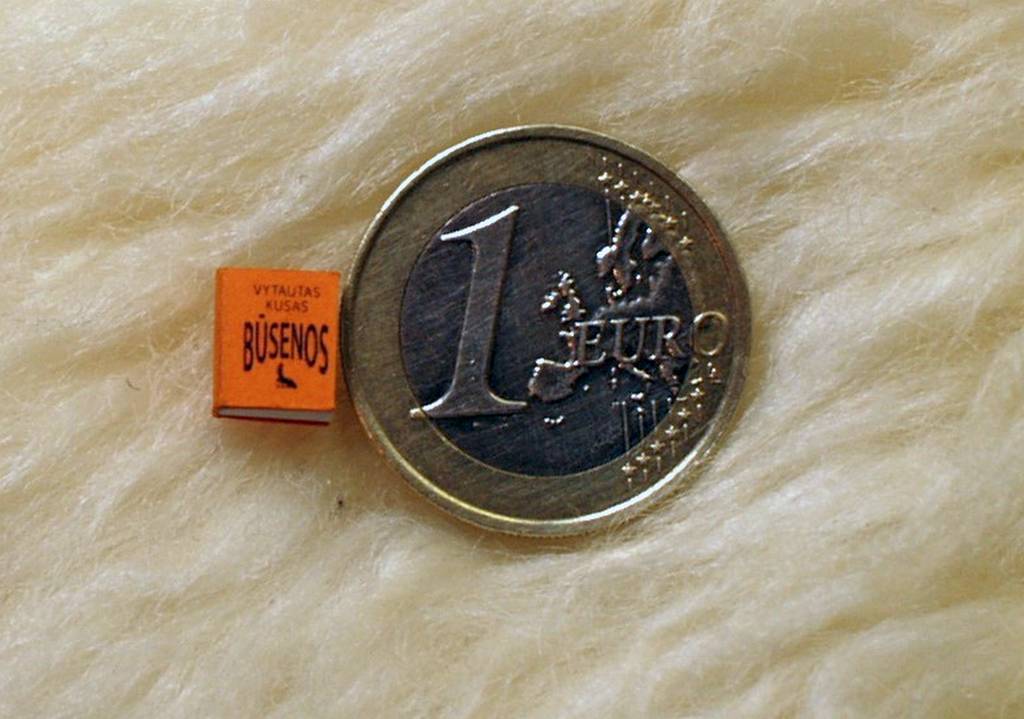 VYTAUTAS
KUSAS
BŪSENOS
1
EURO